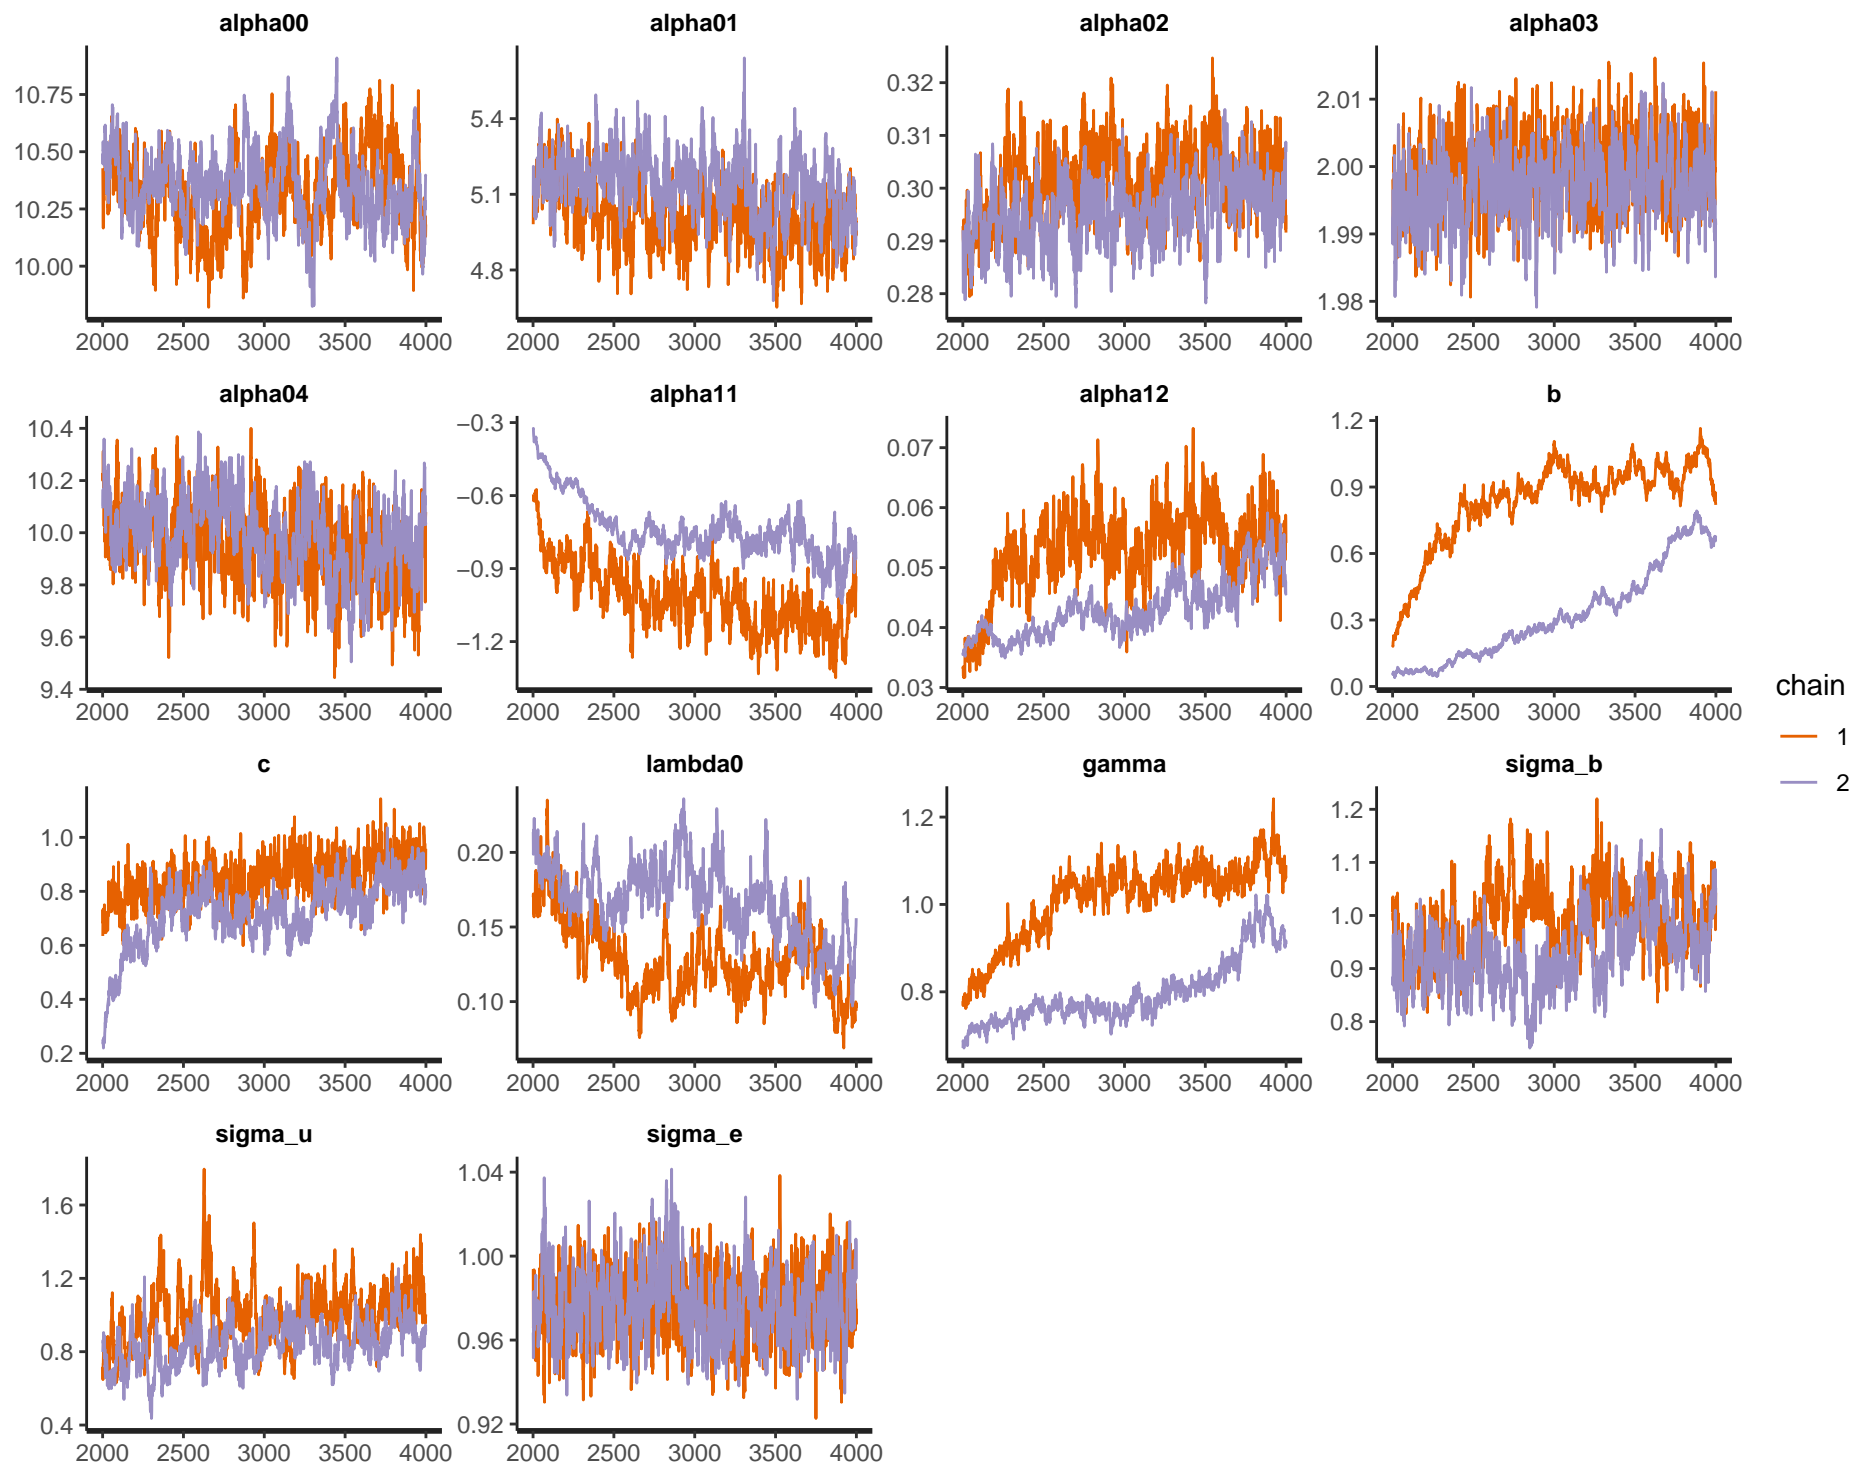 alpha00 alpha01 alpha02 alpha03
10.75 10.50 10.25 10.00
5.4 5.1 4.8
0.32 0.31 0.30 0.29 0.28
2.01 2.00 1.99 1.98
2000 2500 3000 3500 4000 2000 2500 3000 3500 4000 2000 2500 3000 3500 4000 2000 2500 3000 3500 4000
alpha04 alpha11 alpha12 b
10.4 10.2 10.0 9.8 9.6 9.4
−0.3 −0.6 −0.9 −1.2
0.07 0.06 0.05 0.04 0.03
1.2 0.9 0.6 0.3 0.0
2000 2500 3000 3500 4000 2000 2500 3000 3500 4000 2000 2500 3000 3500 4000 2000 2500 3000 3500 4000
c lambda0 gamma sigma_b
1.0 0.8 0.6 0.4 0.2
0.20 0.15 0.10
1.2 1.0 0.8
1.2 1.1 1.0 0.9 0.8
2000 2500 3000 3500 4000 2000 2500 3000 3500 4000 2000 2500 3000 3500 4000 2000 2500 3000 3500 4000
sigma_u sigma_e
1.6 1.2 0.8 0.4
1.04 1.00 0.96 0.92
2000 2500 3000 3500 4000 2000 2500 3000 3500 4000
chain
1
2